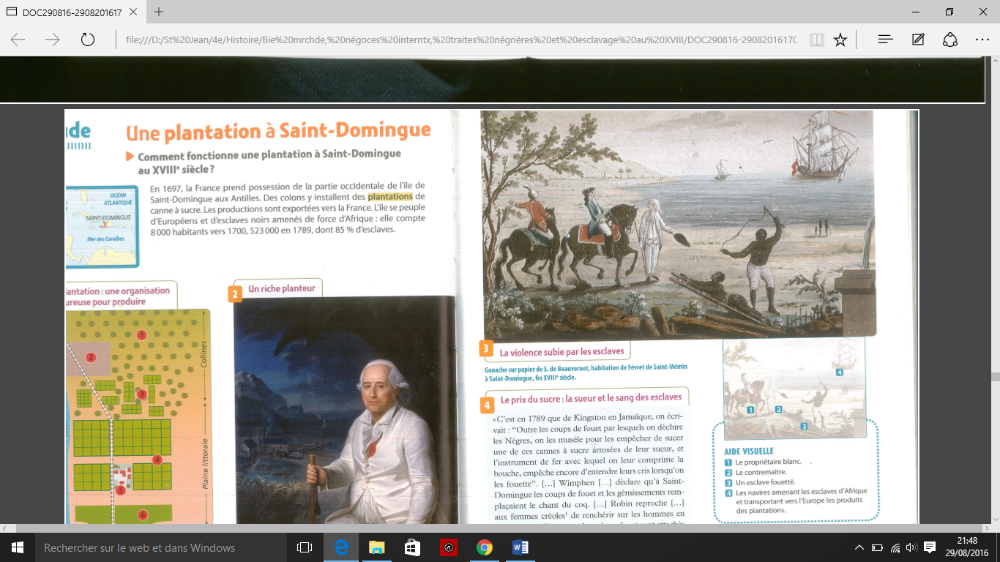 DOC290816-2908201617
file:///D:/St%20Jean/4e/Histoire/Bie%20mrchde,%20négoces%20interntx,%20traites%20négrières%20et%20esclavage%20au%20XVIII/DOC290816-29082016170
ude
Une plantation à Saint-Domingue
Comment fonctionne une plantation à Saint-Domingue
au XVIIIe siècle ?
En 1697, la France prend possession de la partie occidentale de l'île de
Saint-Domingue aux Antilles. Des colons y installent des plantations de
canne à sucre. Les productions sont exportées vers la France. L'île se peuple
d'Européens et d'esclaves noirs amenés de force d'Afrique : elle compte
8 000 habitants vers 1700, 523 000 en 1789, dont 85 % d'esclaves.
OCÉAN
ATLANTIQUE
SAINT-DOMINGUE
Mer des Caraïbes
lantation : une organisation
ureuse pour produire
1
2
3
4
5
6
Collines
Plaine littorale
2 Un riche planteur
3 La violence subie par les esclaves
Gouache sur papier de S. de Beauvernet, habitation de Févret de Saint-Mémin
à Saint-Domingue, fin XVIIIe siècle.
4 Le prix du sucre : la sueur et le sang des esclaves
« C'est en 1789 que de Kingston en Jamaïque, on écri-
vait : “Outre les coups de fouet par lesquels on déchire
les Nègres, on les musèle pour les empêcher de sucer
une de ces cannes à sucre arrosées de leur sueur, et
l'instrument de fer avec lequel on leur comprime la
bouche, empêche encore d'entendre leurs cris lorsqu'on
les fouette”. [...] Wimphen [...] déclare qu'à Saint-
Domingue les coups de fouet et les gémissements rem-
plaçaient le chant du coq. [...] Robin reproche [...]
aux femmes créoles1 de renchérir sur les hommes en
1
2
3
4
AIDE VISUELLE
1 Le propriétaire blanc.
2 Le contremaitre.
3 Un esclave fouetté.
4 Les navires amenant les esclaves d'Afrique
et transportant vers l'Europe les produits
des plantations.
Rechercher sur le web et dans Windows
21:48
29/08/2016